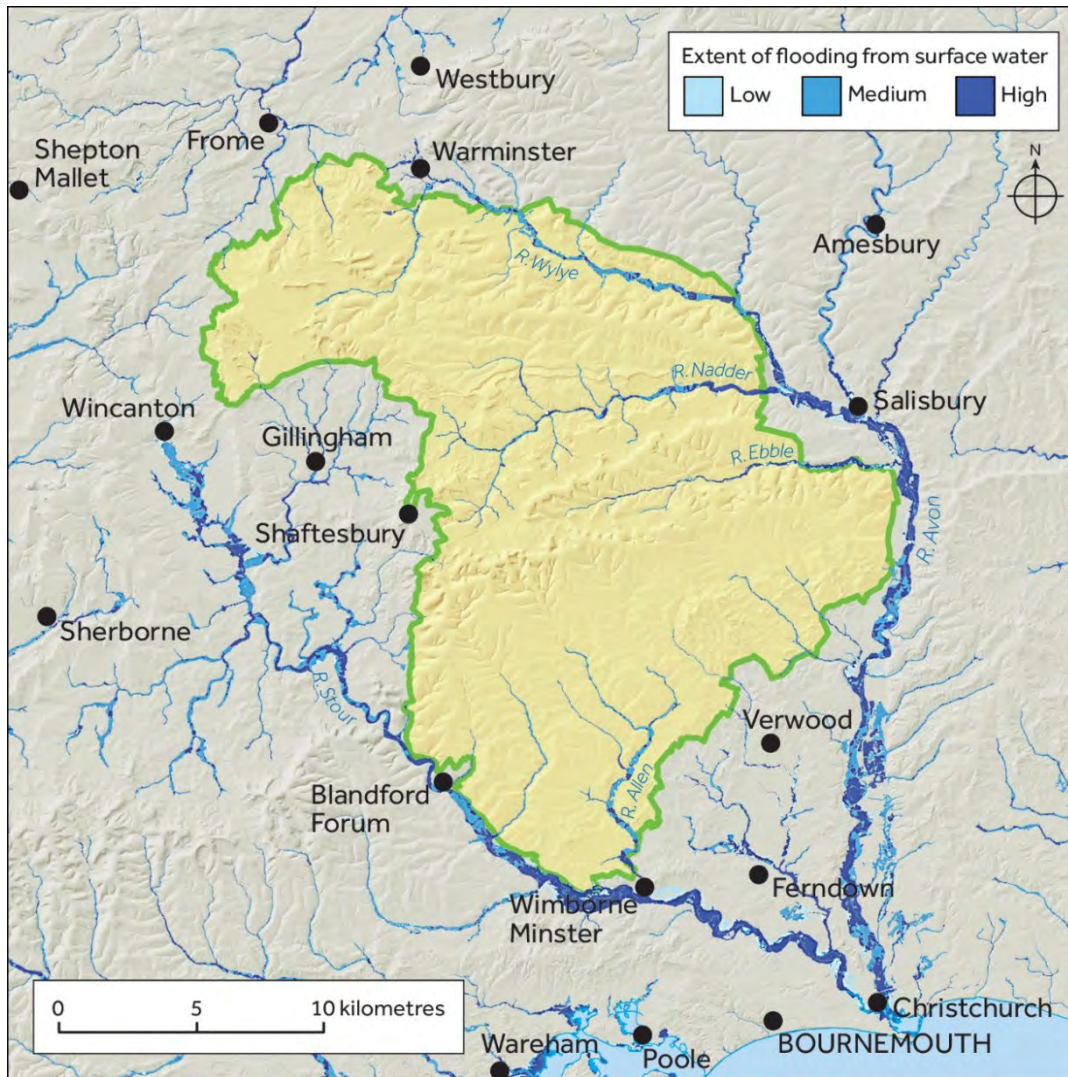 Extent of flooding from surface water
Low
Medium
High
Westbury
Frome
Warminster
Shepton
Mallet
N
Amesbury
R. Wylye
R. Nadder
Wincanton
Salisbury
Gillingham
R. Ebble
Shaftesbury
R. Avon
Sherborne
R. Stour
Verwood
R. Allen
Blandford
Forum
Ferndown
Wimborne
Minster
0
5
10 kilometres
Christchurch
Wareham
Poole
BOURNEMOUTH